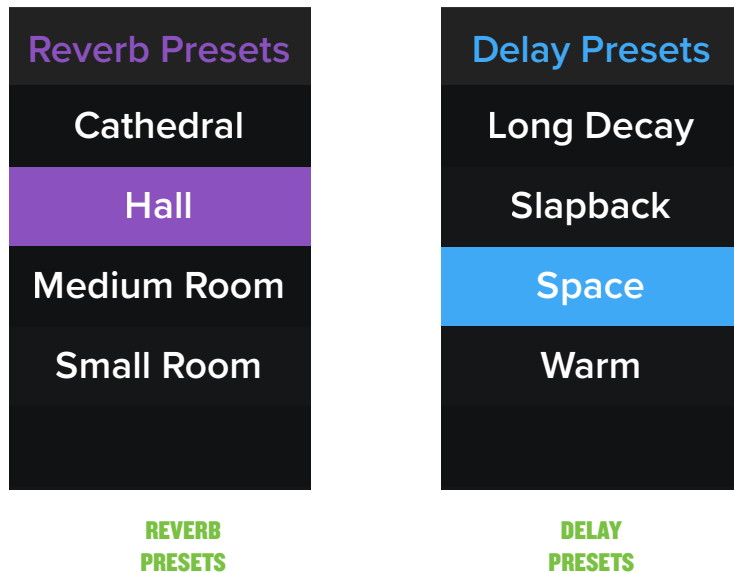 Reverb Presets
Cathedral
Hall
Medium Room
Small Room
REVERB
PRESETS
Delay Presets
Long Decay
Slapback
Space
Warm
DELAY
PRESETS